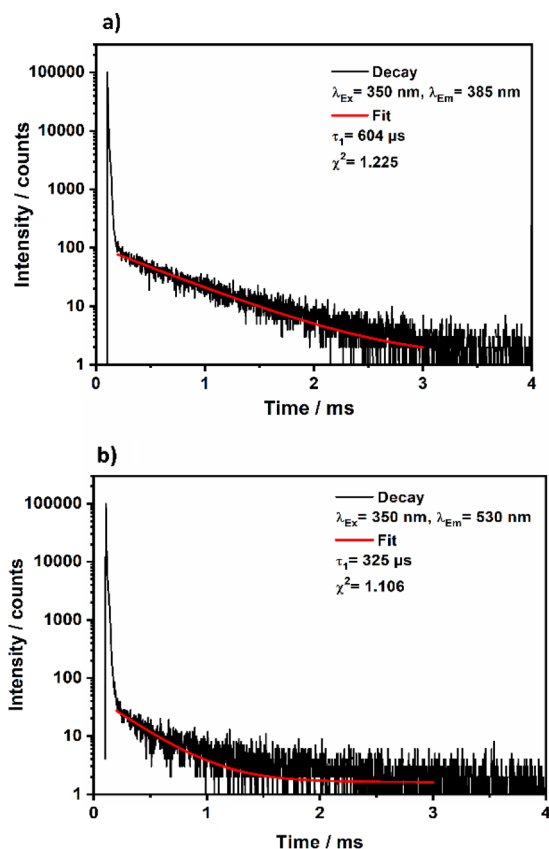 a)
100000
10000
1000
100
10
1
Intensity / counts
Decay
λEx= 350 nm, λEm= 385 nm
Fit
τ1= 604 µs
χ²= 1.225
0 1 2 3 4
Time / ms
b)
100000
10000
1000
100
10
1
Intensity / counts
Decay
λEx= 350 nm, λEm= 530 nm
Fit
τ1= 325 µs
χ²= 1.106
0 1 2 3 4
Time / ms